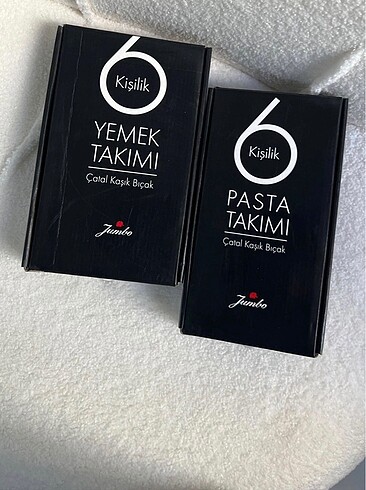 6
Kişilik
YEMEK
TAKIMI
Çatal Kaşık Bıçak
Jumbo
6
Kişilik
PASTA
TAKIMI
Çatal Kaşık Bıçak
Jumbo